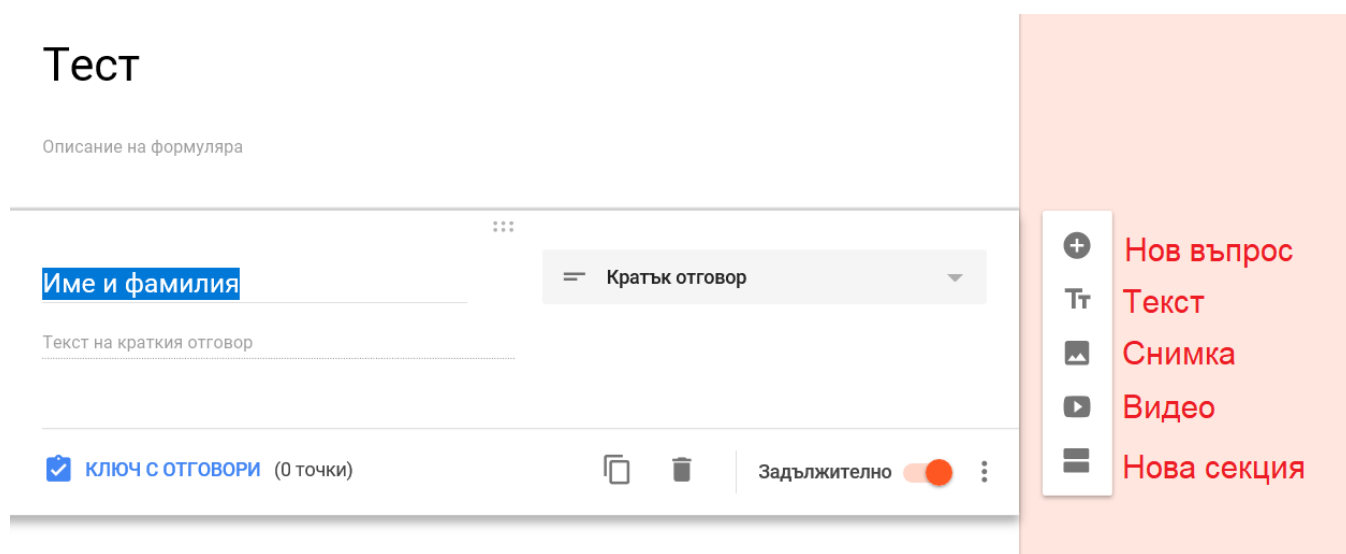 Тест
Описание на формуляра
Име и фамилия
Кратък отговор
Текст на краткия отговор
КЛЮЧ С ОТГОВОРИ (0 точки)
Задължително
Нов въпрос
Tт Текст
Снимка
Видео
Нова секция